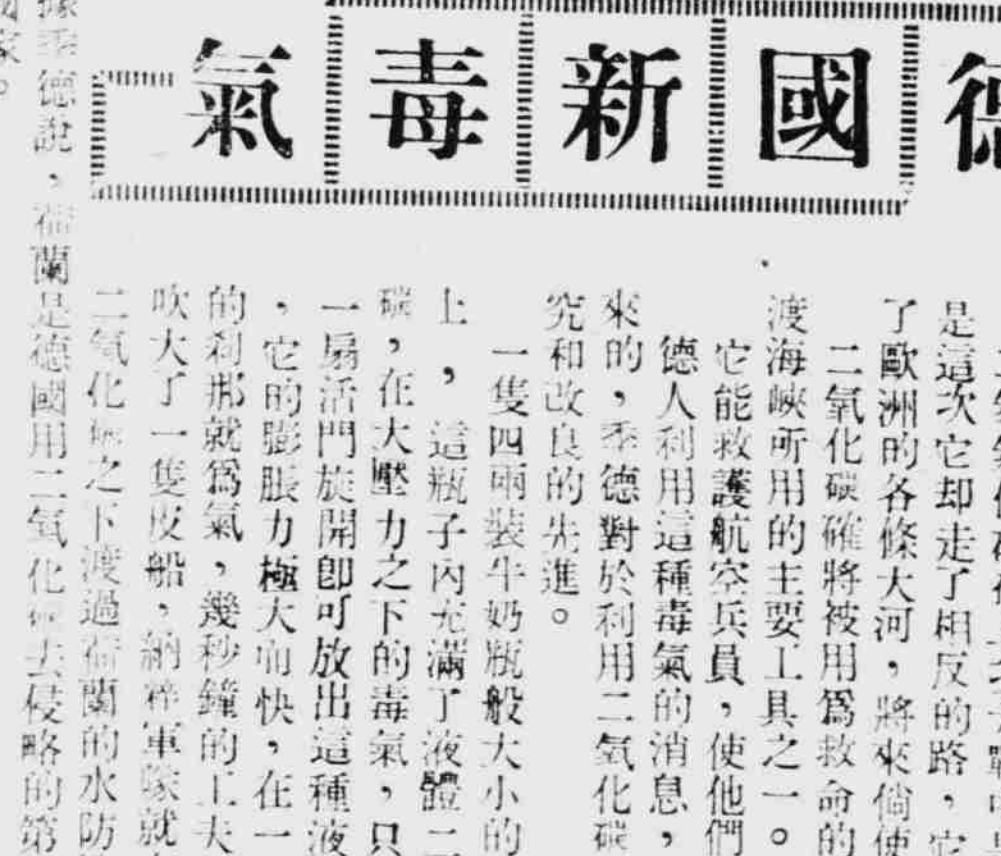 德國新毒氣
是這次它却走了相反的路，它
了歐洲的各條大河，將來倘使
二氧化碳確將被用爲救命的
渡海峽所用的主要工具之一。
它能救護航空兵員，使他們
德人利用這種毒氣的消息，
來的，季德對於利用二氧化碳
究和改良的先進。
一隻四兩裝牛奶瓶般大小的
上，這瓶子內充滿了液體二
碳，在大壓力之下的毒氣，只
一扇活門旋開卽可放出這種液
，它的膨脹力極大而快，在一
的刹那就爲氣，幾秒鐘的工夫
吹大了一隻皮船，納粹軍隊就
二氧化碳之下渡過荷蘭的水防
據季德說，荷蘭是德國用二氧化碳去侵略的第
國家。